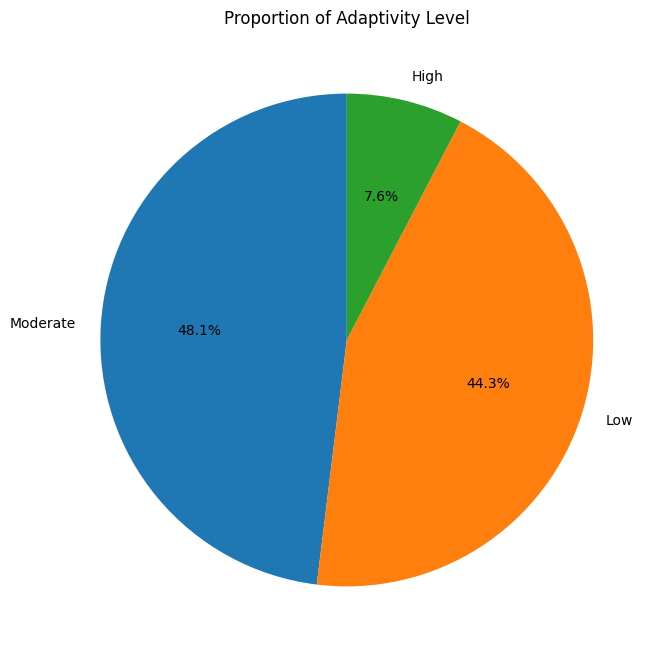 Proportion of Adaptivity Level
High
7.6%
Moderate
48.1%
44.3%
Low